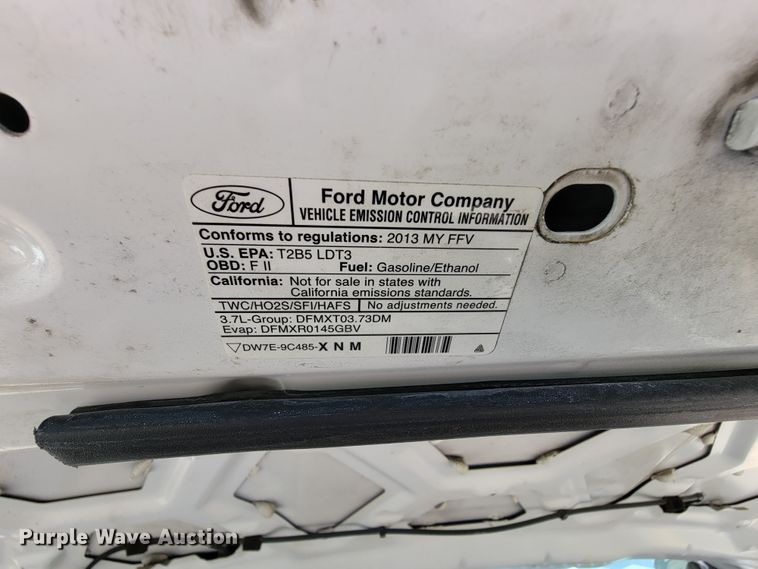 Ford
Ford Motor Company
VEHICLE EMISSION CONTROL INFORMATION
Conforms to regulations: 2013 MY FFV
U.S. EPA: T2B5 LDT3
OBD: F II Fuel: Gasoline/Ethanol
California: Not for sale in states with
California emissions standards.
TWC/HO2S/SFI/HAFS No adjustments needed.
3.7L-Group: DFMXT03.73DM
Evap: DFMXR0145GBV
DW7E-9C485-X N M
Purple Wave Auction